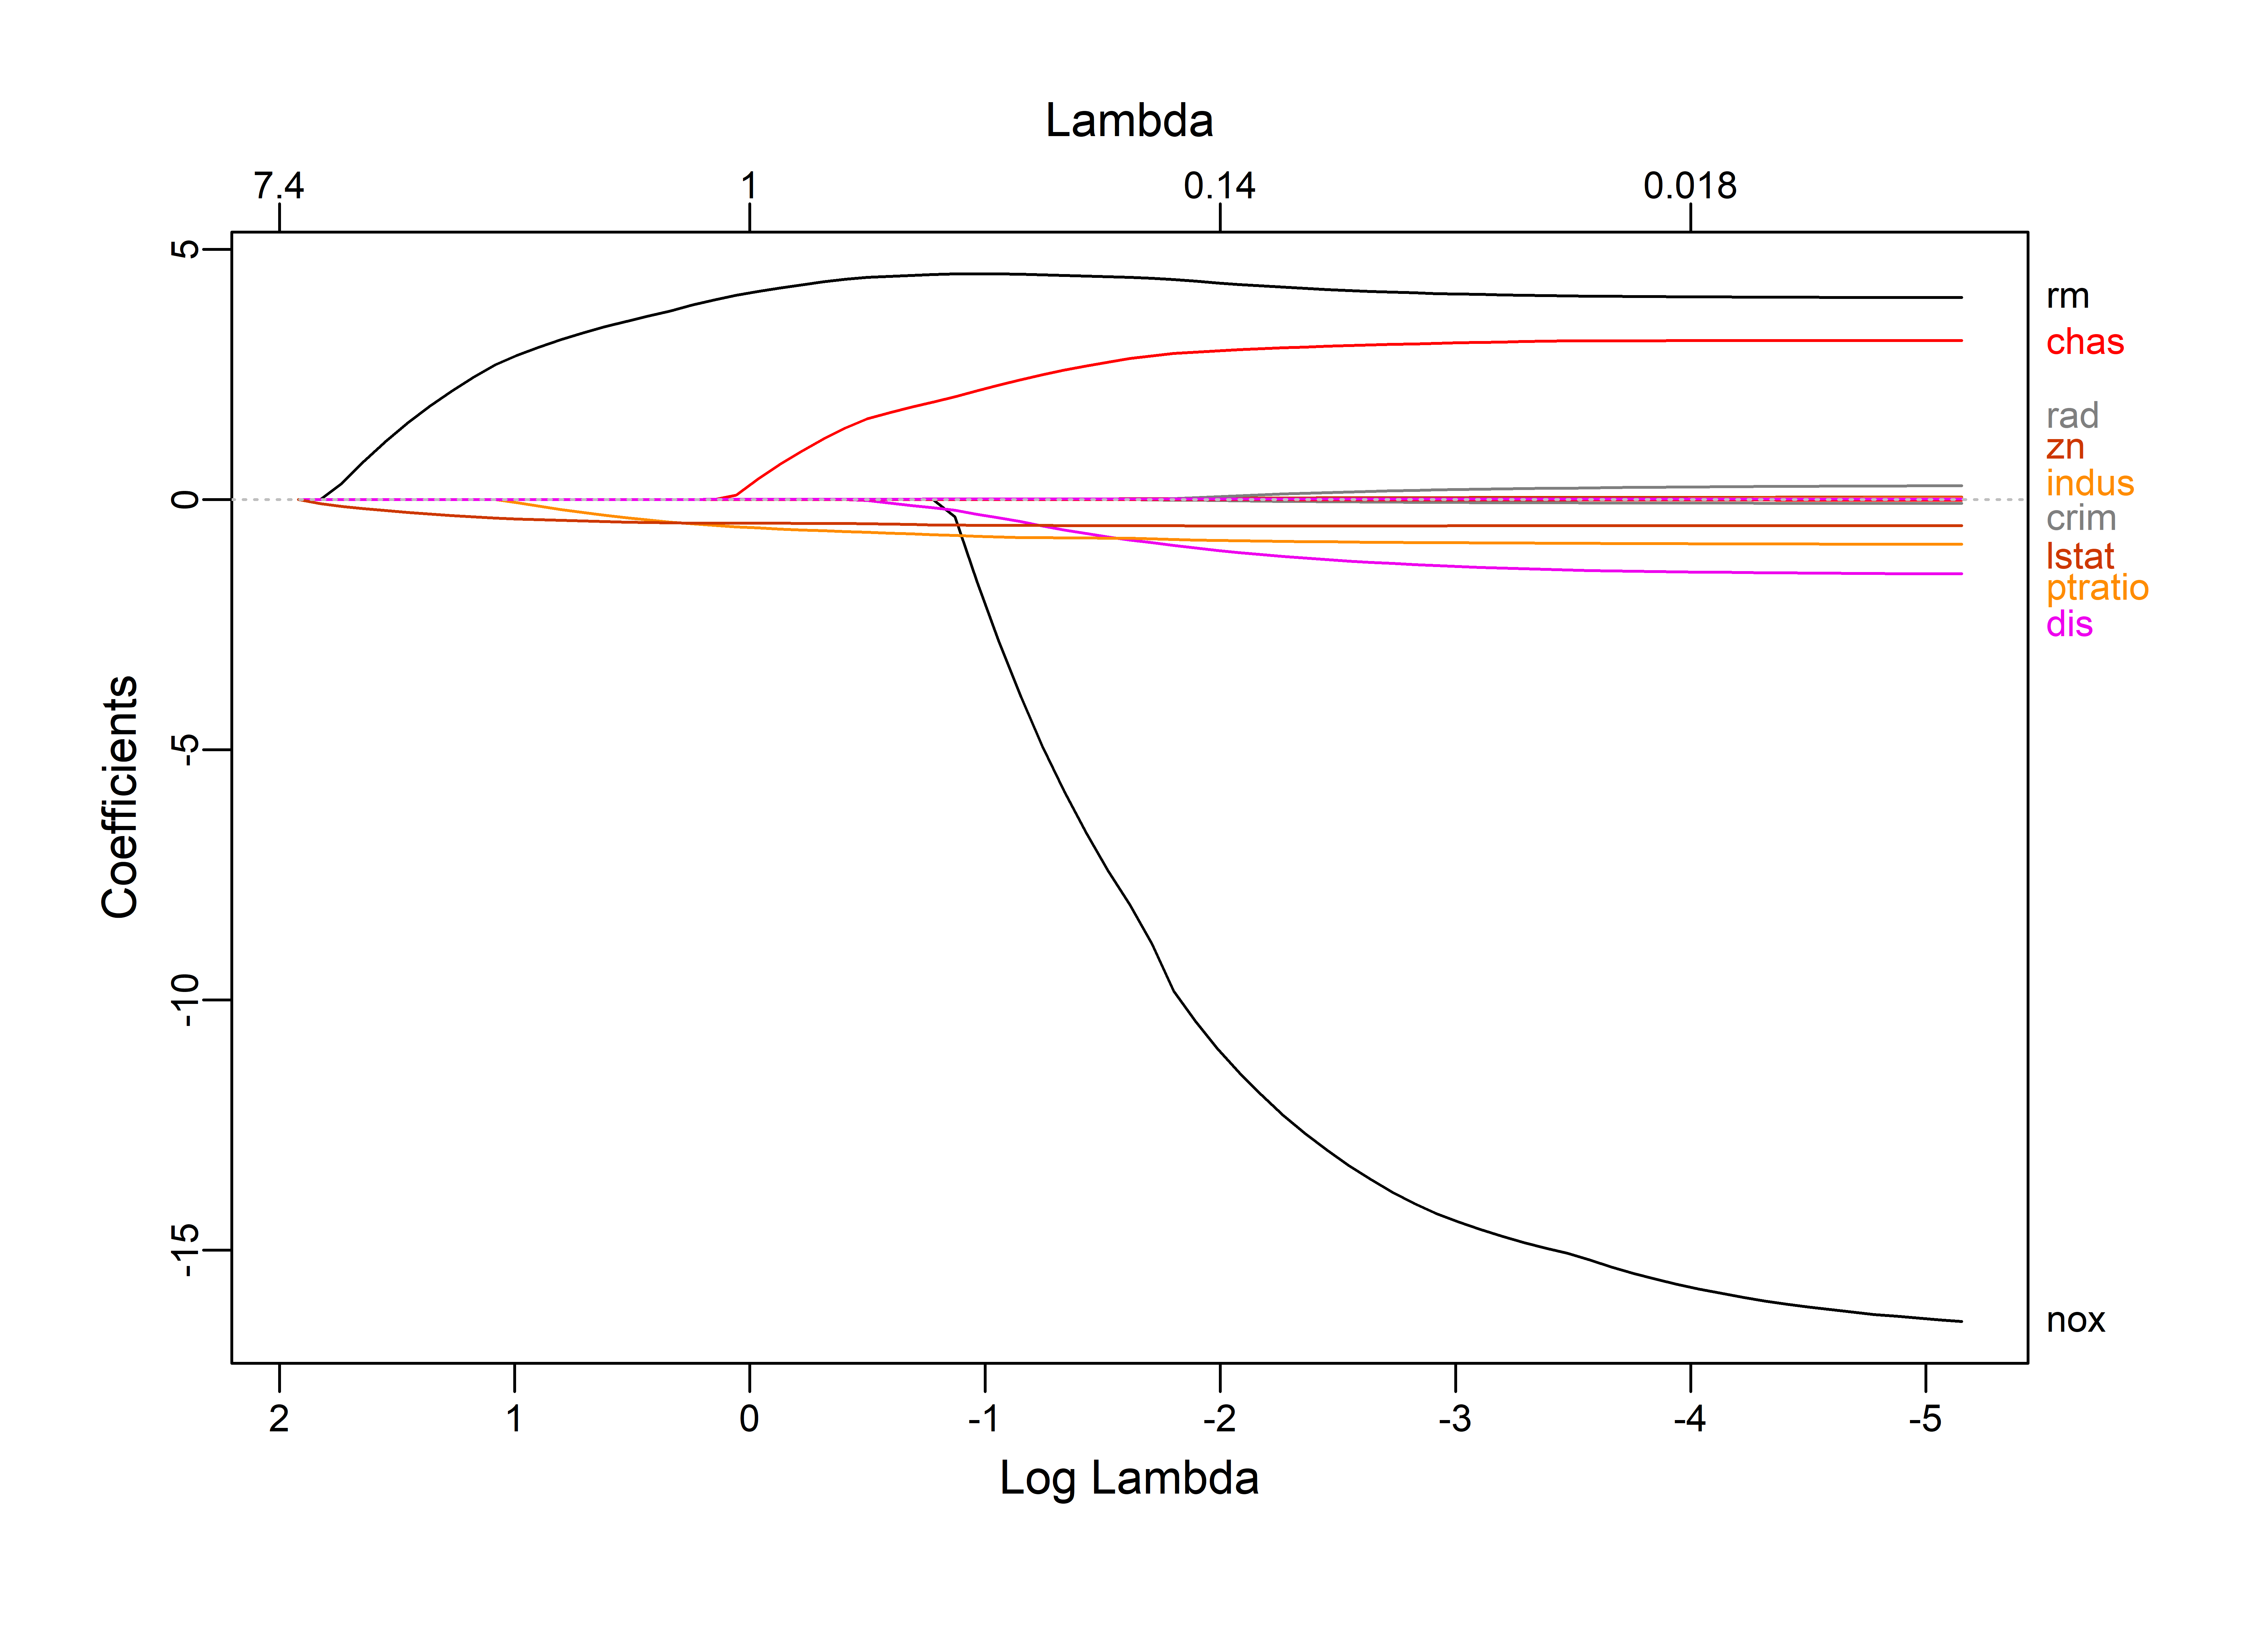 Lambda
7.4 1 0.14 0.018
5
0
-5
-10
-15
Coefficients
rm
chas
rad
zn
indus
crim
lstat
ptratio
dis
nox
2 1 0 -1 -2 -3 -4 -5
Log Lambda